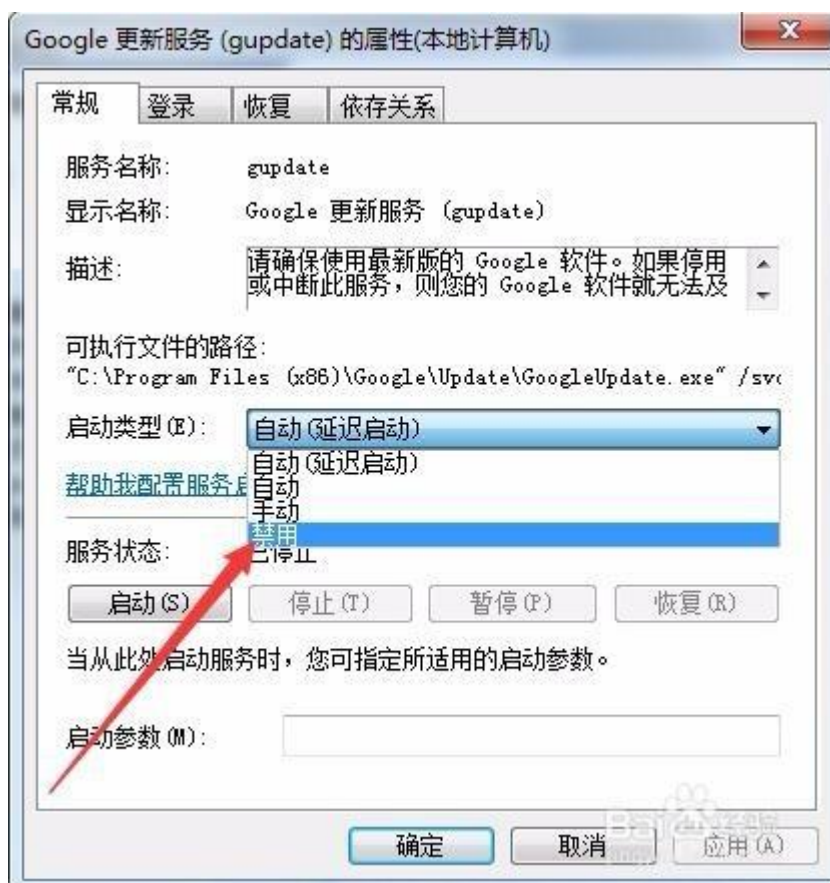 Google 更新服务 (gupdate) 的属性(本地计算机)
常规 登录 恢复 依存关系
服务名称: gupdate
显示名称: Google 更新服务 (gupdate)
描述: 请确保使用最新版的 Google 软件。如果停用
或中断此服务，则您的 Google 软件就无法及
可执行文件的路径:
"C:\Program Files (x86)\Google\Update\GoogleUpdate.exe" /svc
启动类型(E): 自动(延迟启动)
自动(延迟启动)
帮助我配置服务启 自动
手动
禁用
服务状态: 已停止
启动(S) 停止(T) 暂停(P) 恢复(R)
当从此处启动服务时，您可指定所适用的启动参数。
启动参数(M):
确定 取消 应用(A)